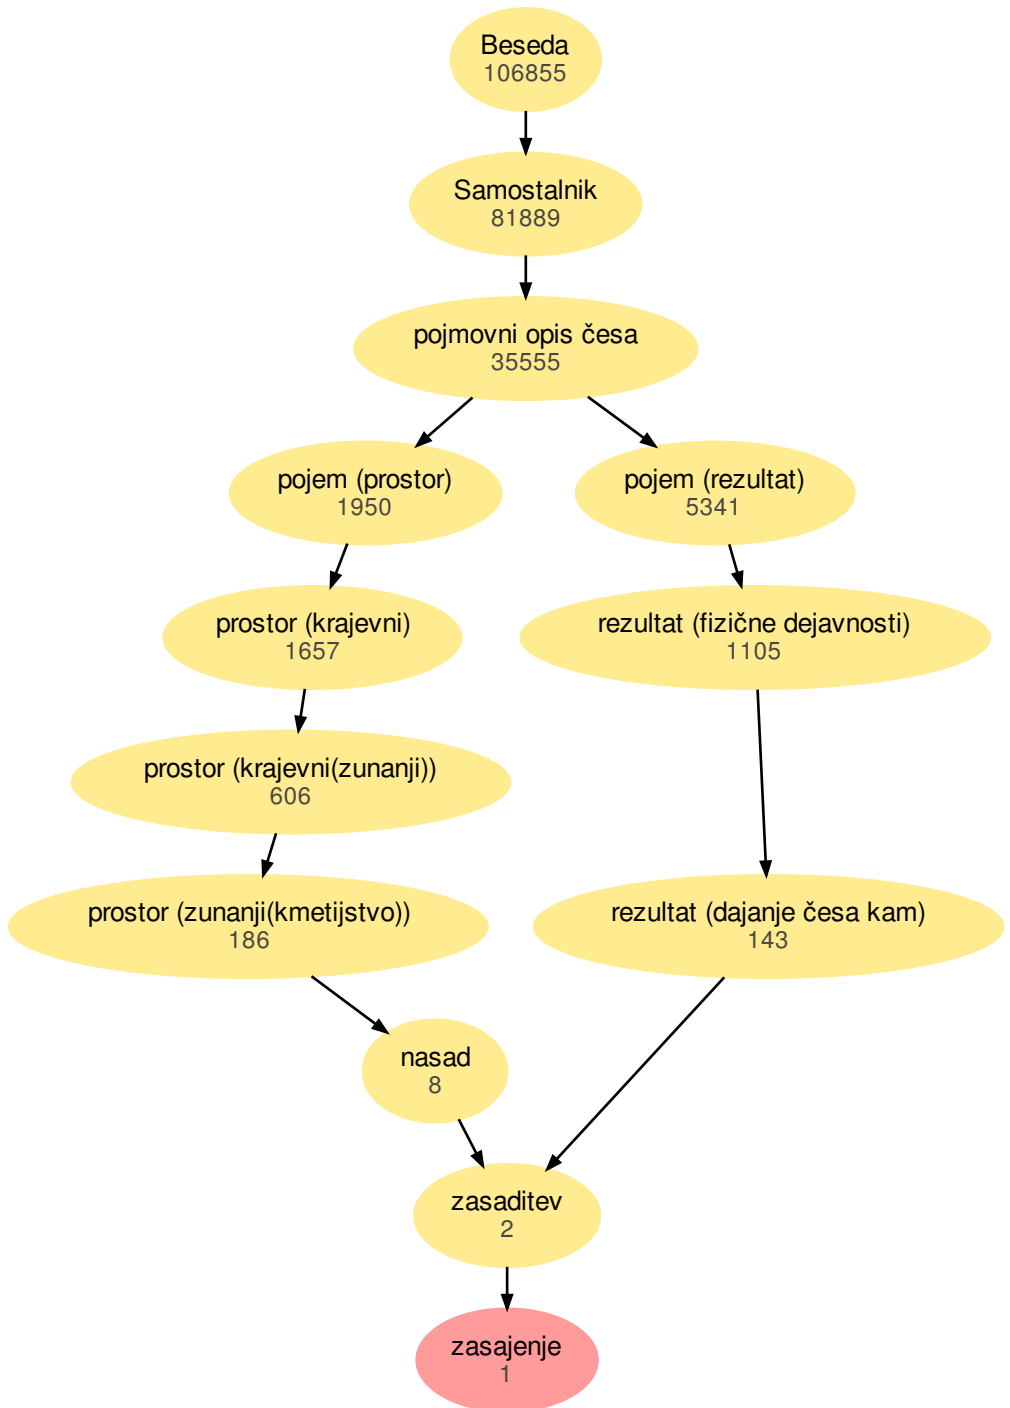 Beseda
106855
Samostalnik
81889
pojmovni opis česa
35555
pojem (prostor)
1950
pojem (rezultat)
5341
prostor (krajevni)
1657
rezultat (fizične dejavnosti)
1105
prostor (krajevni(zunanji))
606
prostor (zunanji(kmetijstvo))
186
rezultat (dajanje česa kam)
143
nasad
8
zasaditev
2
zasajenje
1